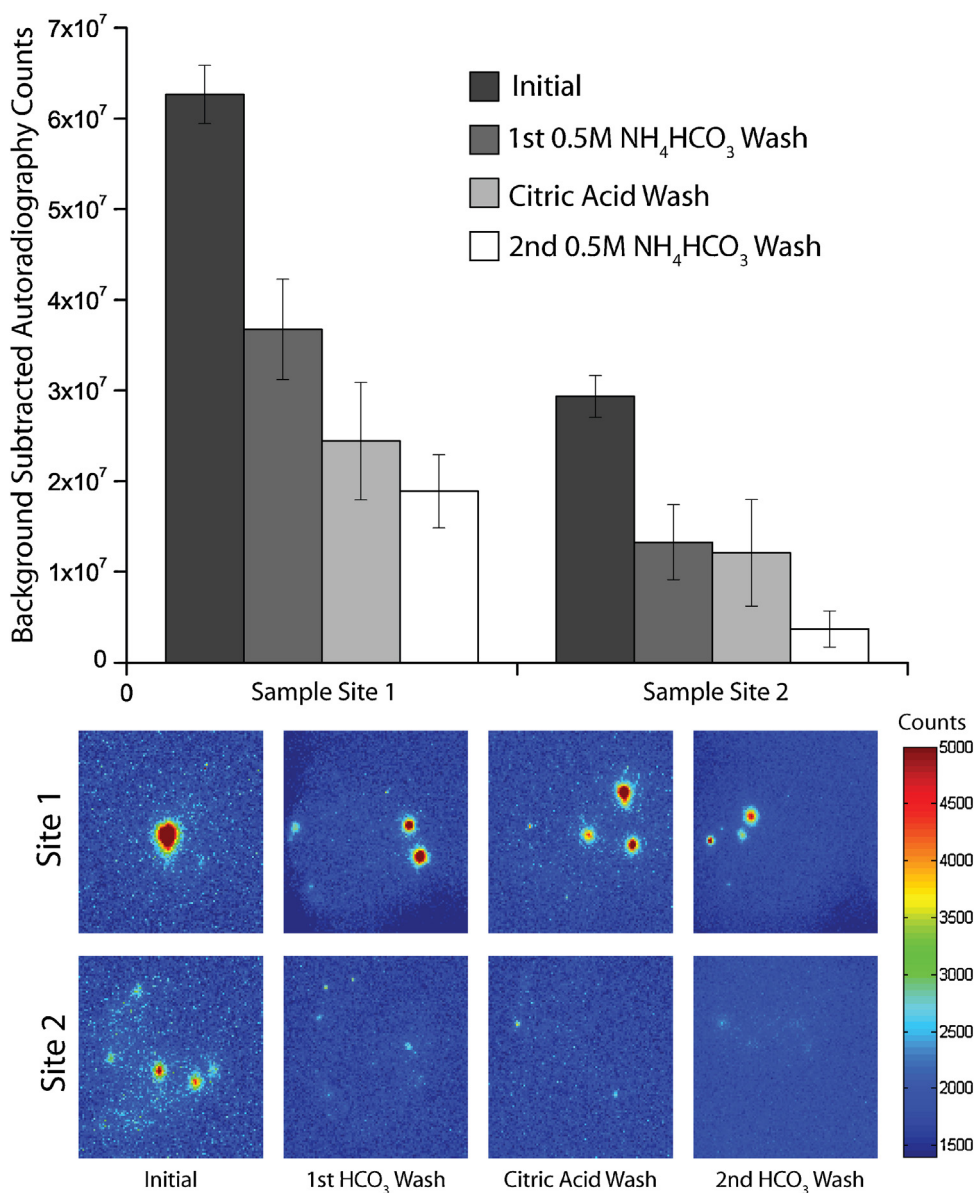 Background Subtracted Autoradiography Counts
7x10⁷
6x10⁷
5x10⁷
4x10⁷
3x10⁷
2x10⁷
1x10⁷
0
0
Initial
1st 0.5M NH₄HCO₃ Wash
Citric Acid Wash
2nd 0.5M NH₄HCO₃ Wash
Sample Site 1
Sample Site 2
Counts
5000
4500
4000
3500
3000
2500
2000
1500
Site 1
Site 2
Initial
1st HCO₃ Wash
Citric Acid Wash
2nd HCO₃ Wash